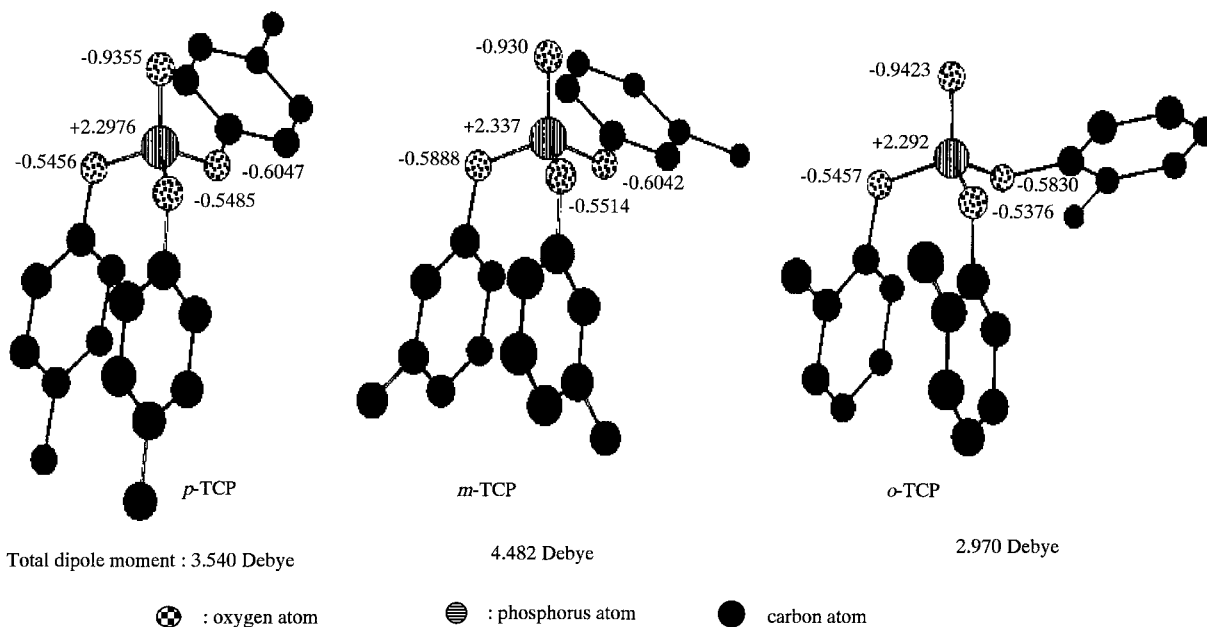 -0.9355
+2.2976
-0.5456
-0.6047
-0.5485
p-TCP
-0.930
+2.337
-0.5888
-0.6042
-0.5514
m-TCP
-0.9423
+2.292
-0.5457
-0.5830
-0.5376
o-TCP
Total dipole moment : 3.540 Debye
4.482 Debye
2.970 Debye
: oxygen atom
: phosphorus atom
carbon atom